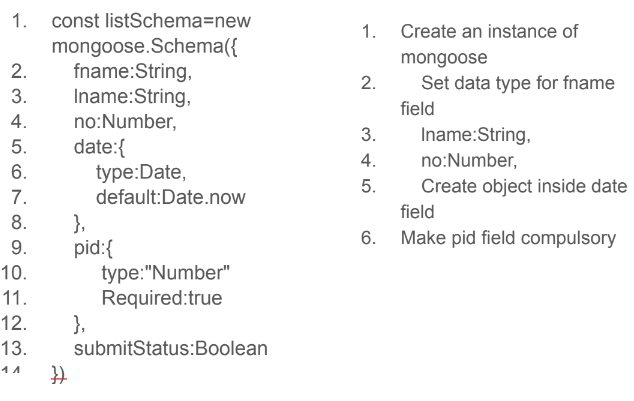 1. const listSchema=new
mongoose.Schema({
2. fname:String,
3. lname:String,
4. no:Number,
5. date:{
6. type:Date,
7. default:Date.now
8. },
9. pid:{
10. type:"Number"
11. Required:true
12. },
13. submitStatus:Boolean
14 })
1. Create an instance of
mongoose
2. Set data type for fname
field
3. lname:String,
4. no:Number,
5. Create object inside date
field
6. Make pid field compulsory